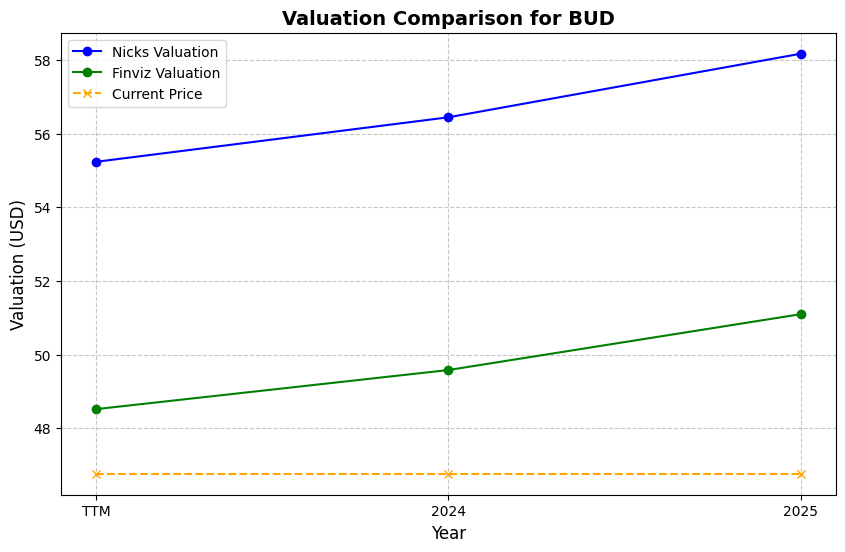 Valuation Comparison for BUD
Nicks Valuation
Finviz Valuation
Current Price
58
56
54
52
50
48
Valuation (USD)
TTM
2024
2025
Year